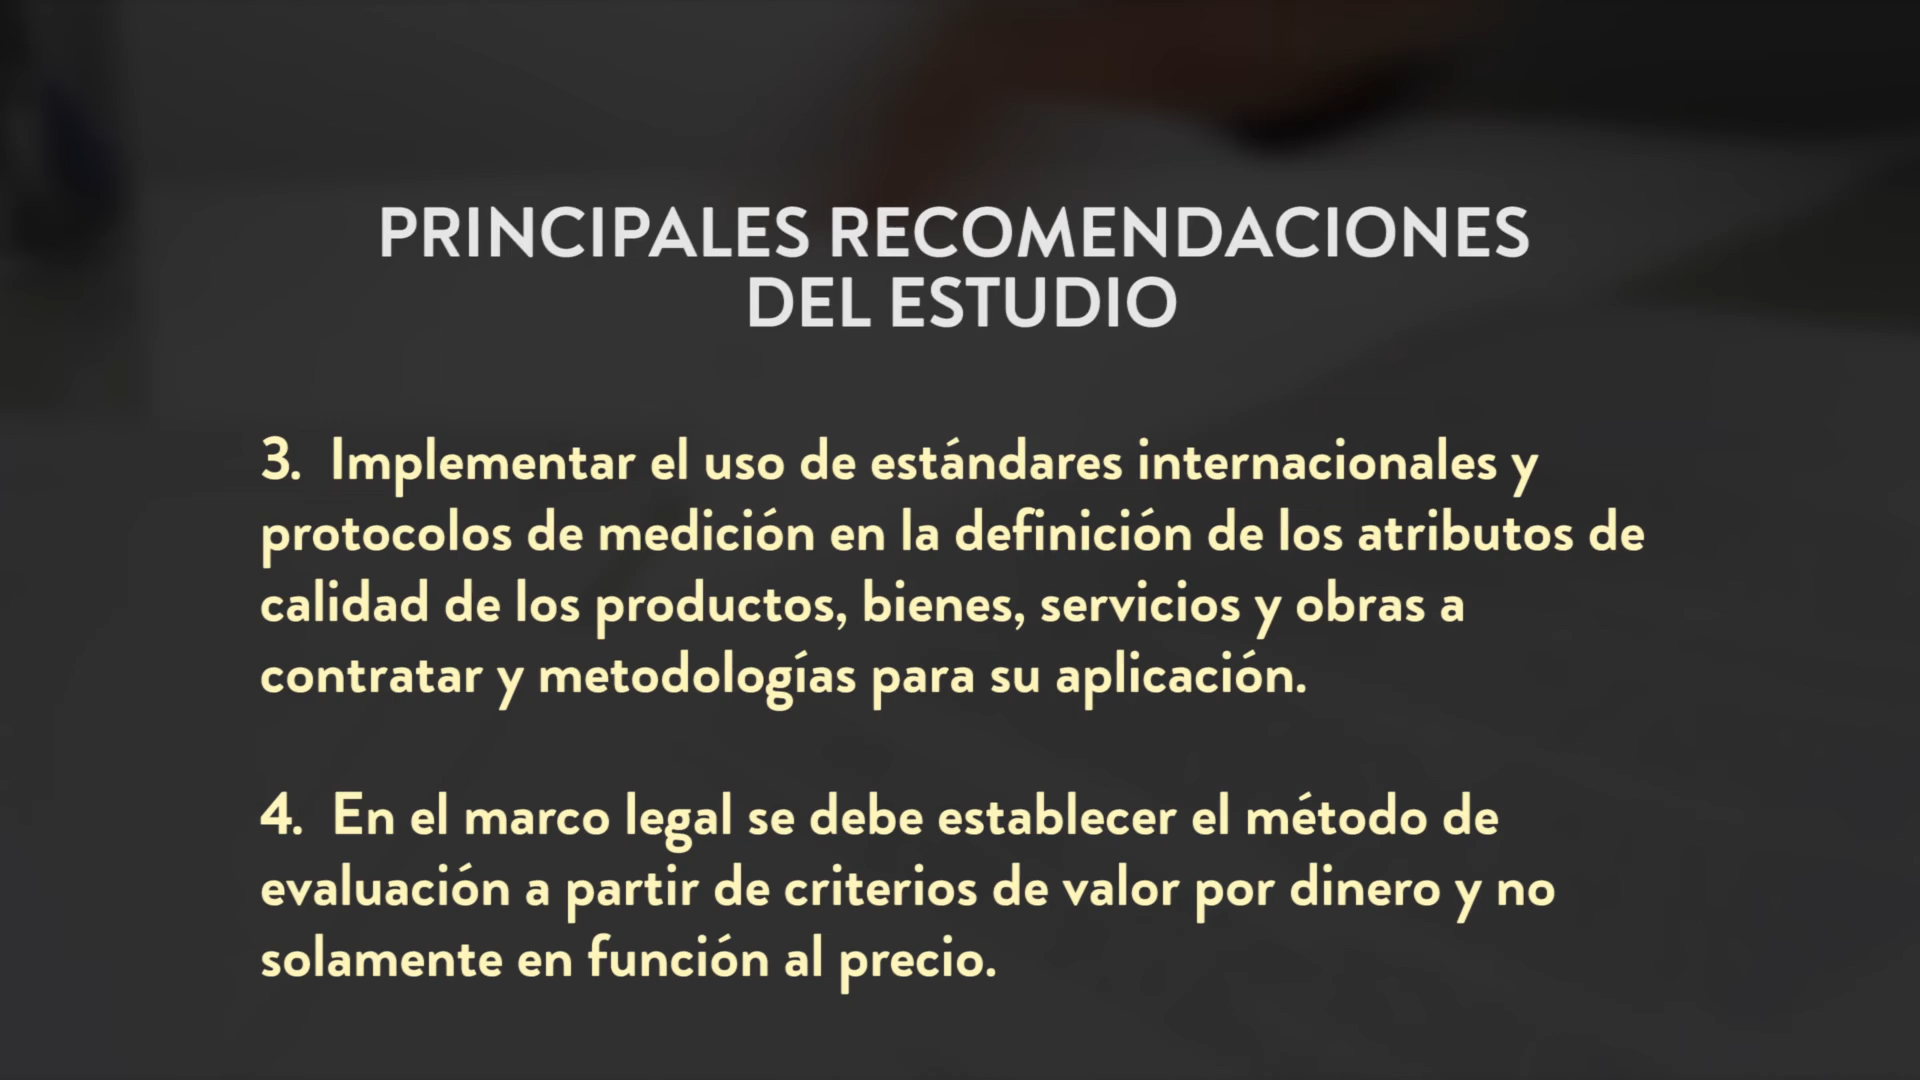 PRINCIPALES RECOMENDACIONES
DEL ESTUDIO
3. Implementar el uso de estándares internacionales y
protocolos de medición en la definición de los atributos de
calidad de los productos, bienes, servicios y obras a
contratar y metodologías para su aplicación.
4. En el marco legal se debe establecer el método de
evaluación a partir de criterios de valor por dinero y no
solamente en función al precio.